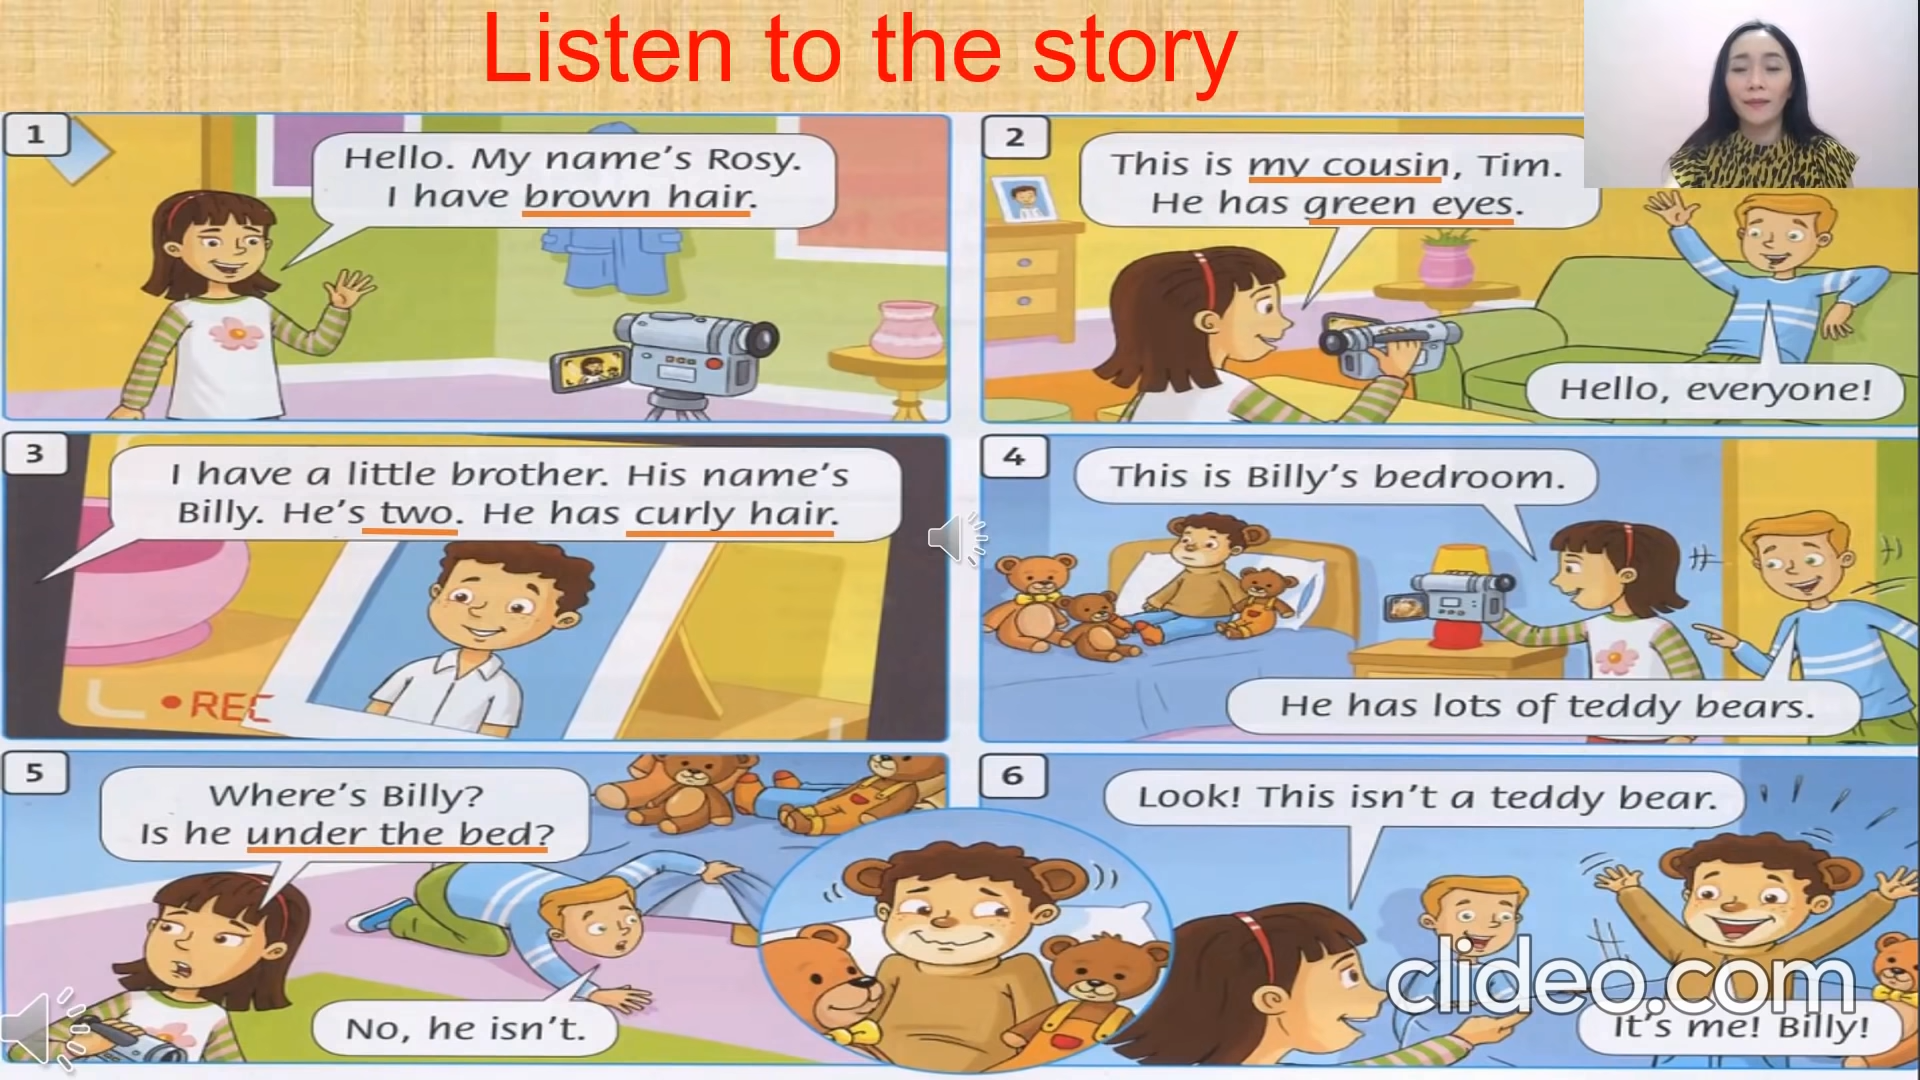 Listen to the story
1
Hello. My name's Rosy.
I have brown hair.
2
This is my cousin, Tim.
He has green eyes.
Hello, everyone!
3
I have a little brother. His name's
Billy. He's two. He has curly hair.
REC
4
This is Billy's bedroom.
He has lots of teddy bears.
5
Where's Billy?
Is he under the bed?
No, he isn't.
6
Look! This isn't a teddy bear.
It's me! Billy!
clideo.com